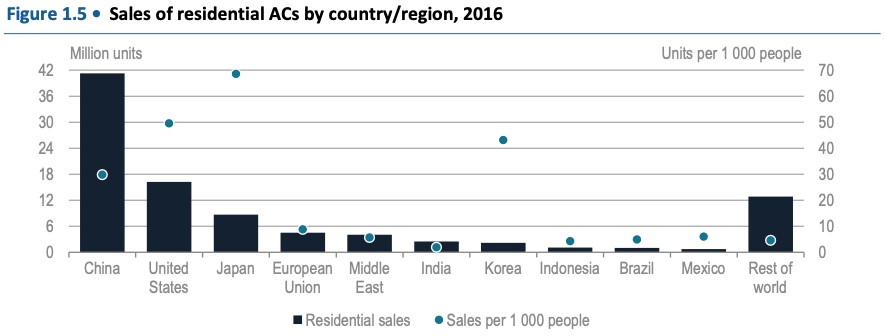 Figure 1.5 • Sales of residential ACs by country/region, 2016
Million units
Units per 1 000 people
42
36
30
24
18
12
6
0
70
60
50
40
30
20
10
0
China
United States
Japan
European Union
Middle East
India
Korea
Indonesia
Brazil
Mexico
Rest of world
Residential sales
Sales per 1 000 people